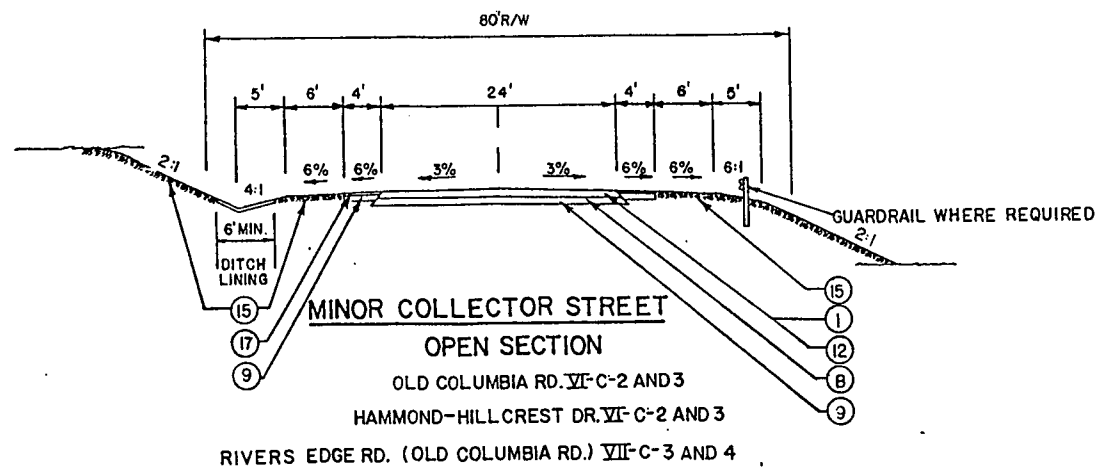 80'R/W
5' 6' 4' 24' 4' 6' 5'
2:1 4:1 6% 6% 3% 3% 6% 6% 6:1
GUARDRAIL WHERE REQUIRED
2:1
6' MIN.
DITCH
LINING
15
17
9
15
1
12
8
9
MINOR COLLECTOR STREET
OPEN SECTION
OLD COLUMBIA RD. VI-C-2 AND 3
HAMMOND-HILLCREST DR. VI-C-2 AND 3
RIVERS EDGE RD. (OLD COLUMBIA RD.) VII-C-3 AND 4